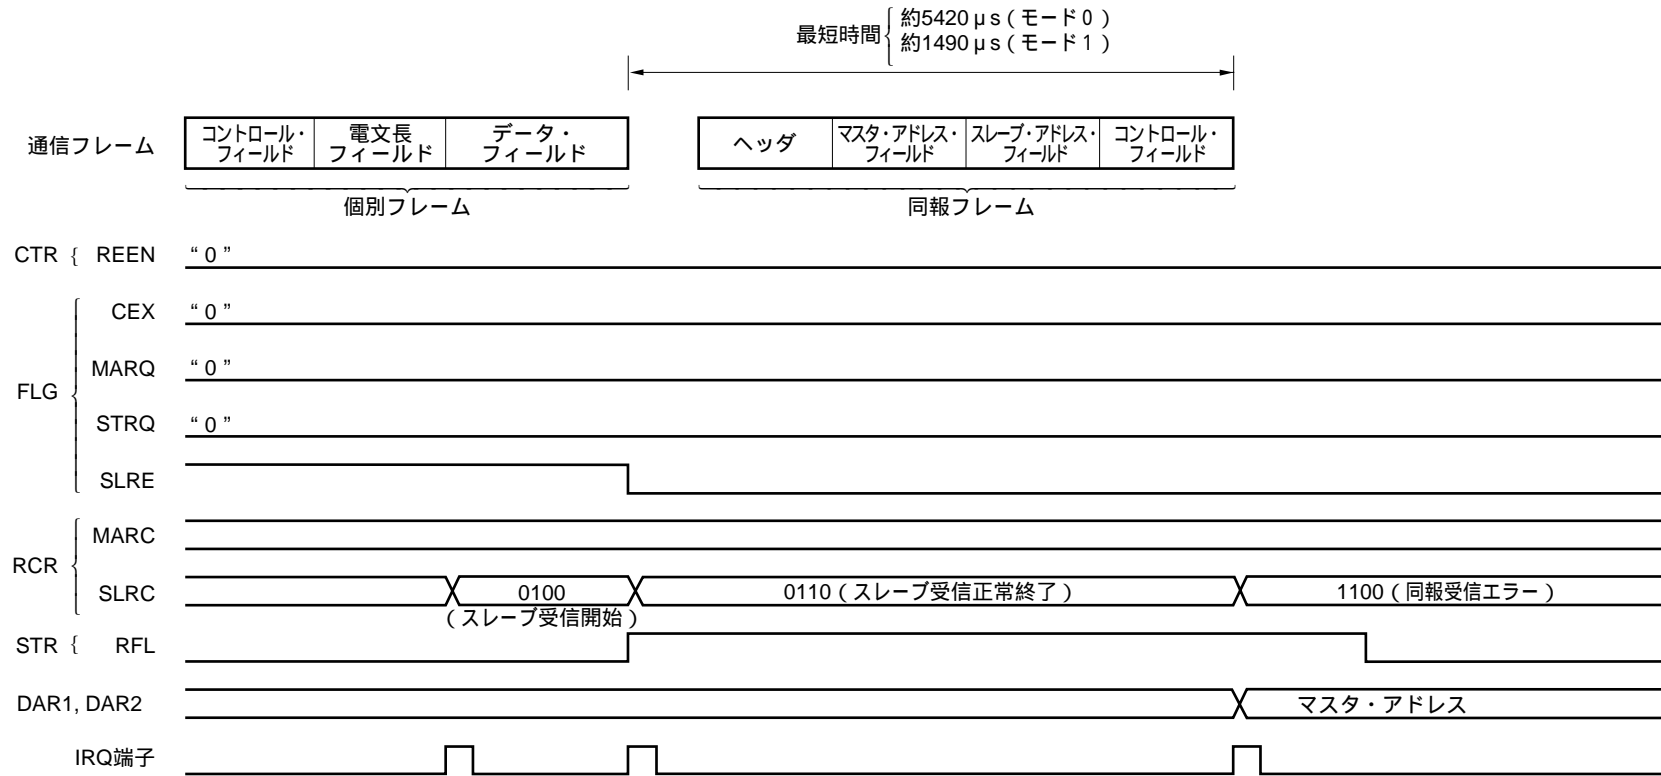 最短時間
約5420μs(モード0)
約1490μs(モード1)
通信フレーム
コントロール・
フィールド
電文長
フィールド
データ・
フィールド
ヘッダ
マスタ・アドレス・
フィールド
スレーブ・アドレス・
フィールド
コントロール・
フィールド
個別フレーム
同報フレーム
CTR { REEN “0”
CEX “0”
MARQ “0”
FLG
STRQ “0”
SLRE
MARC
RCR
SLRC
0100
(スレーブ受信開始)
0110(スレーブ受信正常終了)
1100(同報受信エラー)
STR { RFL
DAR1, DAR2
マスタ・アドレス
IRQ端子